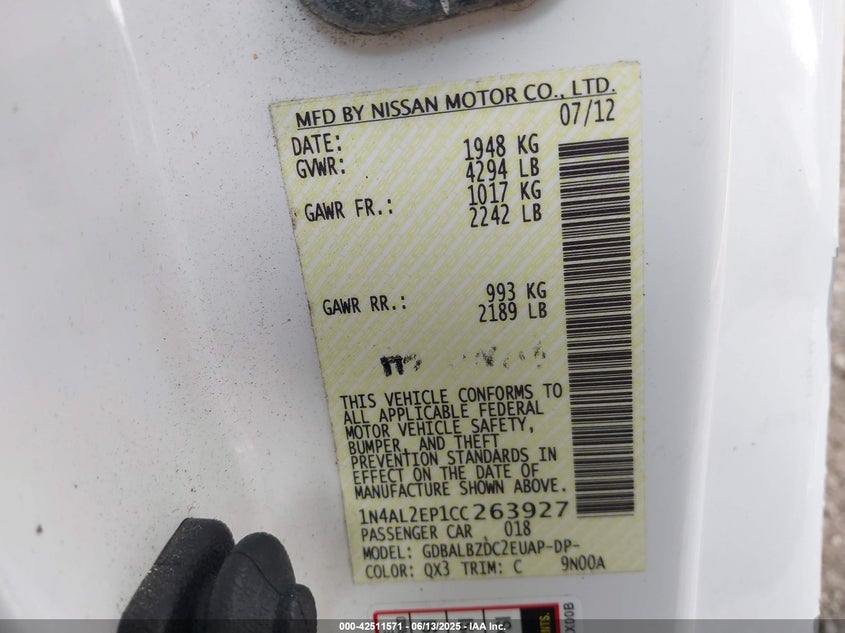 MFD BY NISSAN MOTOR CO., LTD.
DATE: 07/12
GVWR: 1948 KG
4294 LB
GAWR FR.: 1017 KG
2242 LB
GAWR RR.: 993 KG
2189 LB
THIS VEHICLE CONFORMS TO
ALL APPLICABLE FEDERAL
MOTOR VEHICLE SAFETY,
BUMPER, AND THEFT
PREVENTION STANDARDS IN
EFFECT ON THE DATE OF
MANUFACTURE SHOWN ABOVE.
1N4AL2EP1CC263927
PASSENGER CAR 018
MODEL: GDBALBZDC2EUAP-DP-
COLOR: QX3 TRIM: C 9N00A
X00B
000-42511571 - 06/13/2025 - IAA Inc.